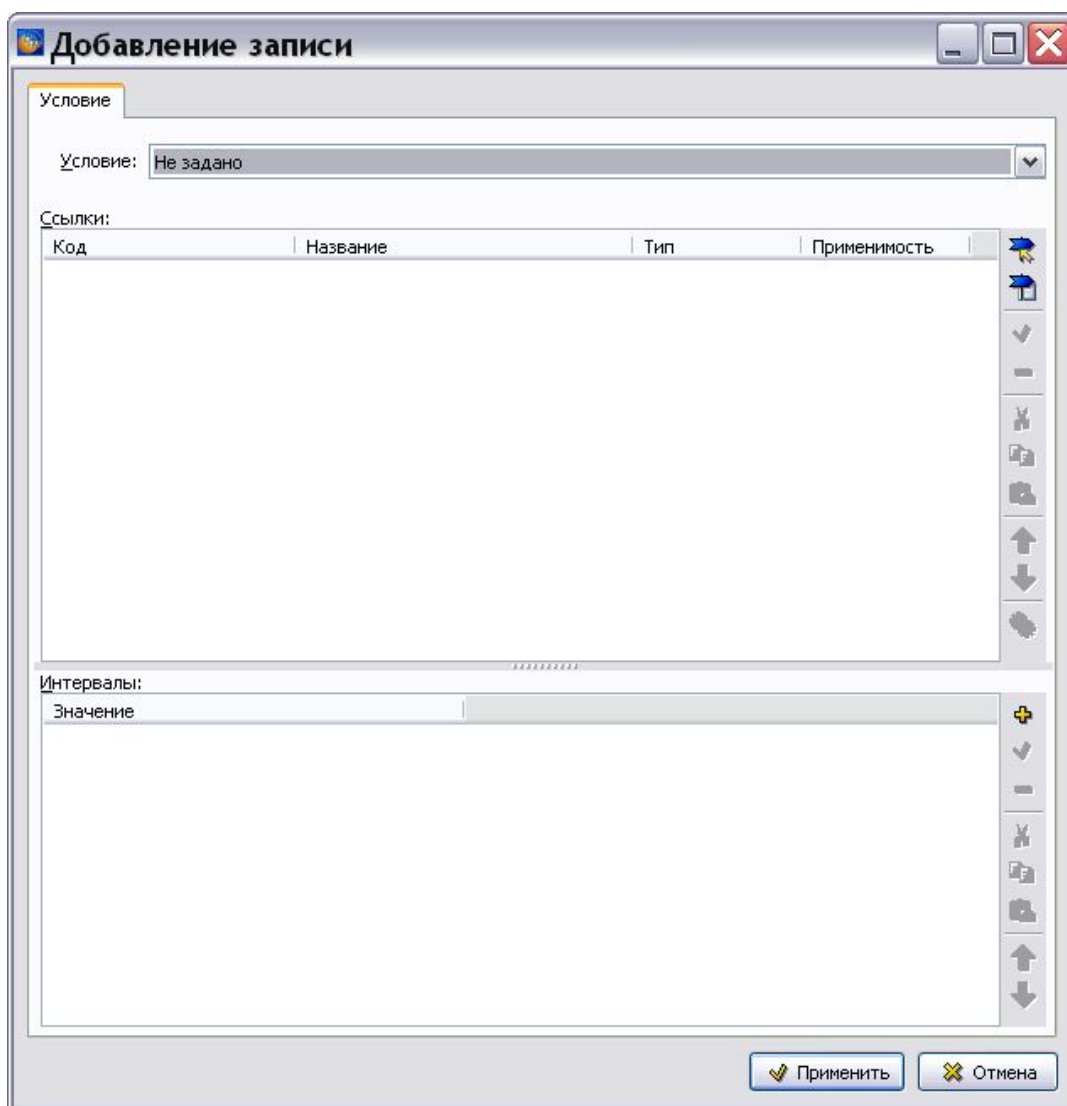 Добавление записи
Условие
Условие: Не задано
Ссылки:
Код Название Тип Применимость
Интервалы:
Значение
Применить Отмена